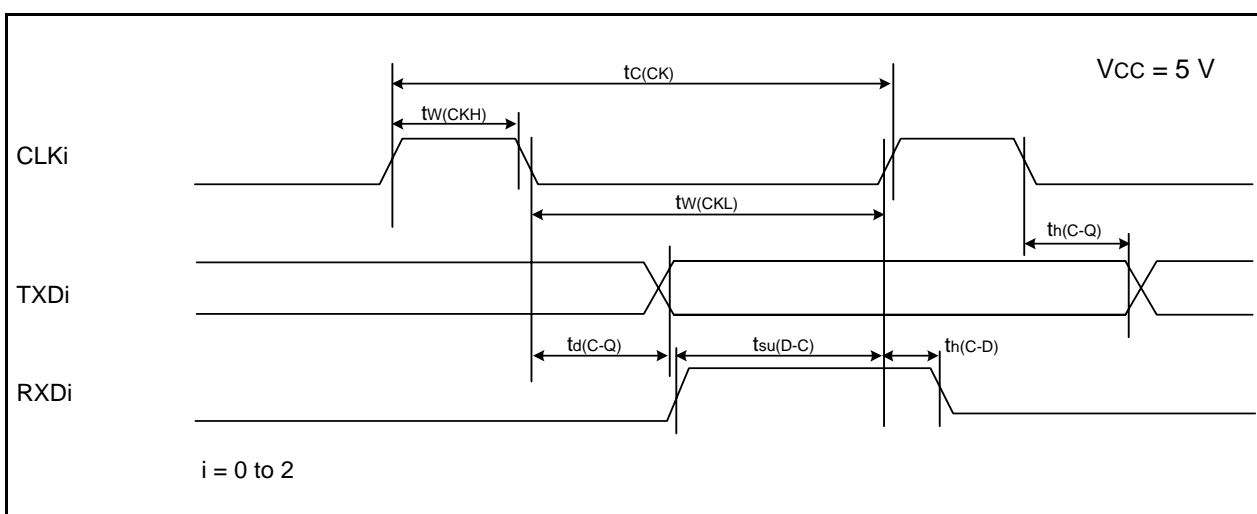 tC(CK)
VCC = 5 V
tW(CKH)
CLKi
tW(CKL)
th(C-Q)
TXDi
td(C-Q)
tsu(D-C)
th(C-D)
RXDi
i = 0 to 2